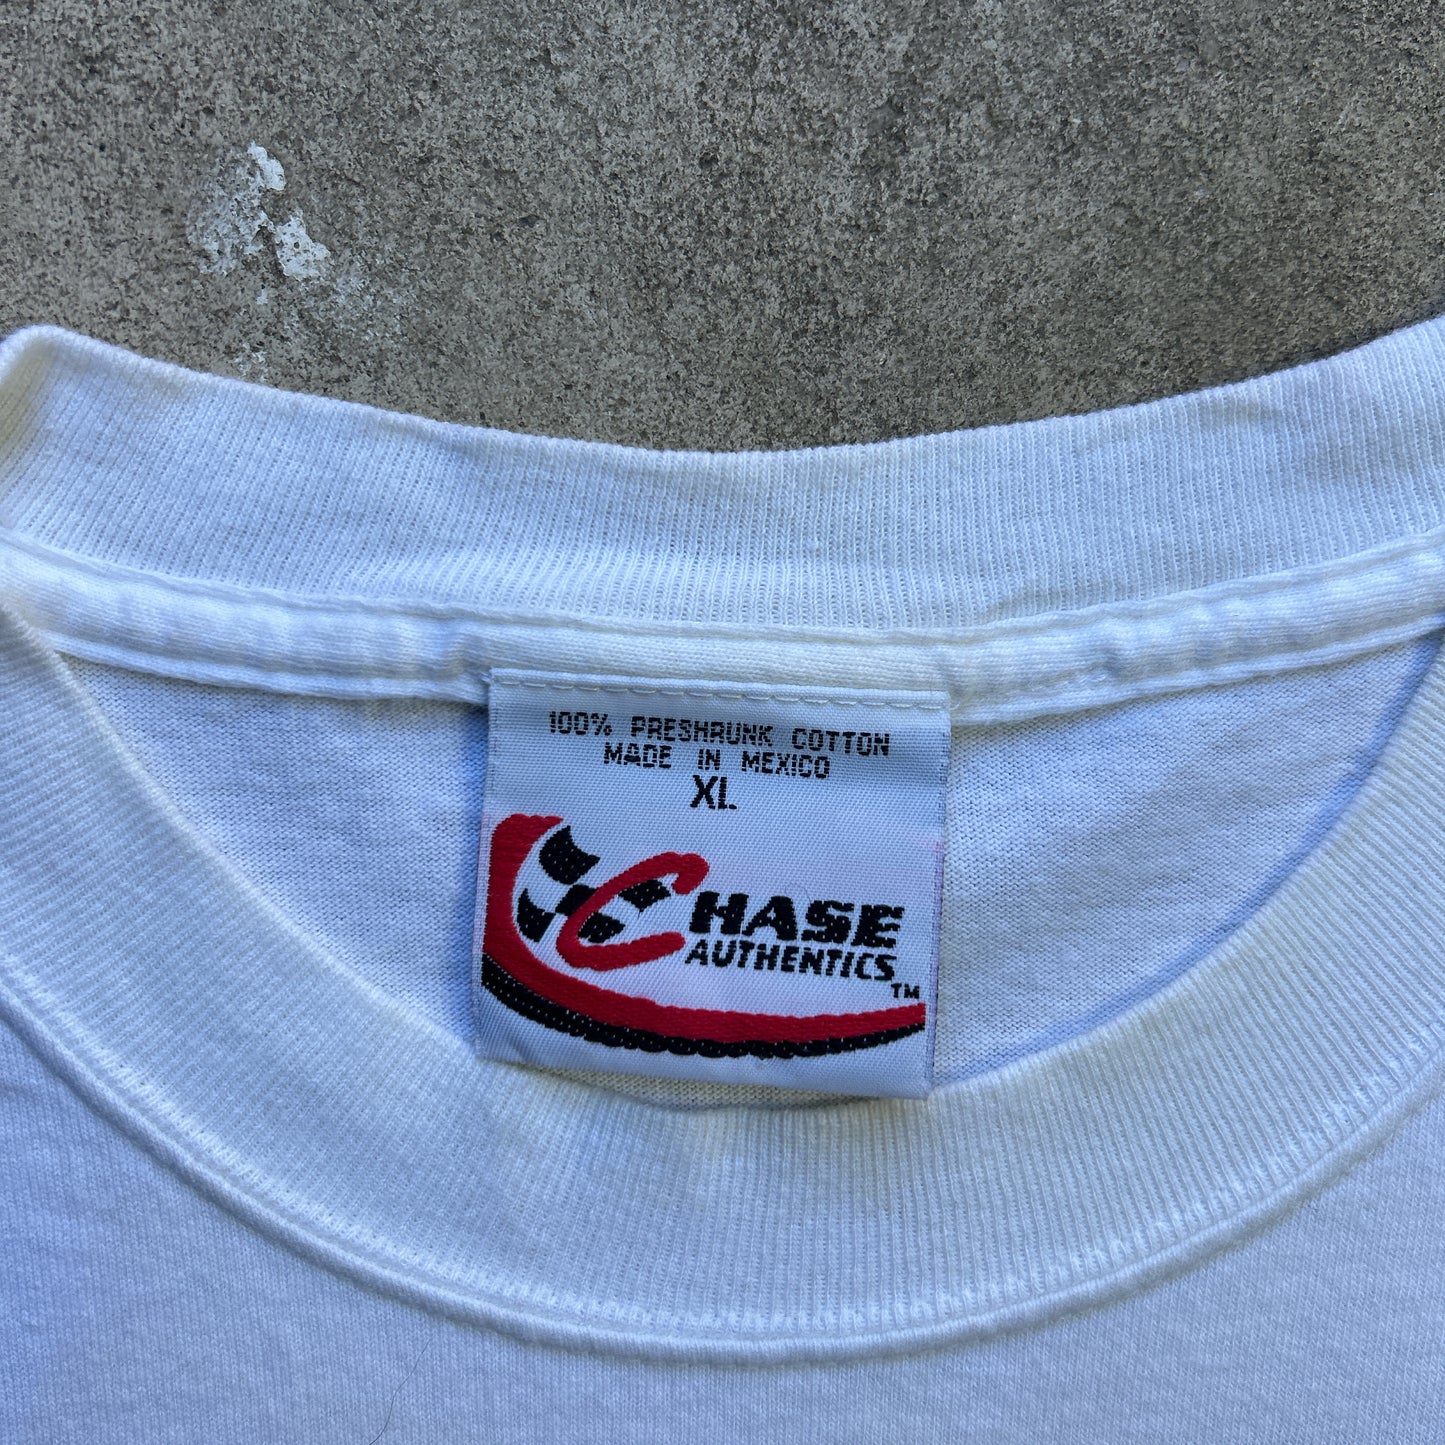 100% PRESHRUNK COTTON
MADE IN MEXICO
XL
CHASE
AUTHENTICS
TM